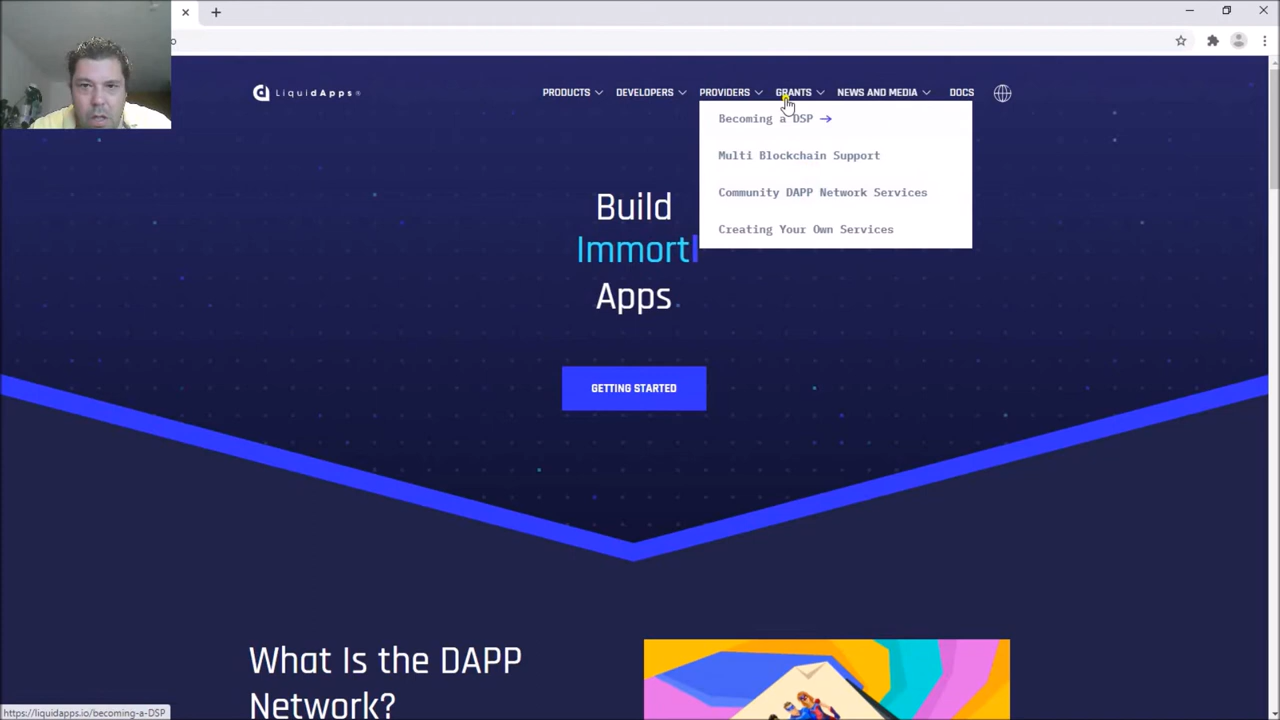 o
LiquidApps®
PRODUCTS DEVELOPERS PROVIDERS GRANTS NEWS AND MEDIA DOCS
Becoming a DSP →
Multi Blockchain Support
Community DAPP Network Services
Creating Your Own Services
Build
Immort
Apps
GETTING STARTED
What Is the DAPP
Network?
https://liquidapps.io/becoming-a-DSP